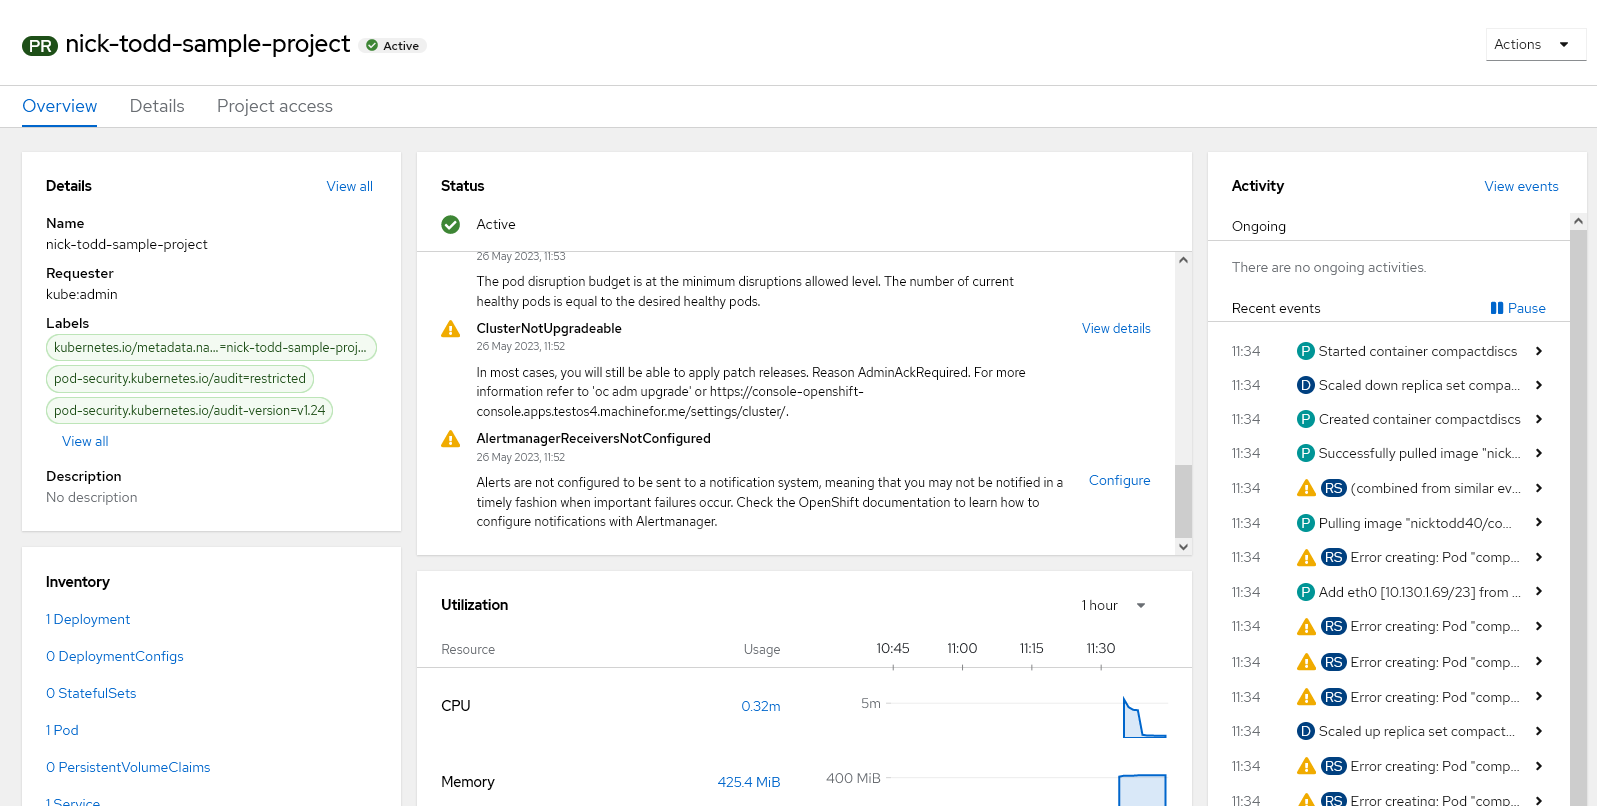 PR nick-todd-sample-project Active
Actions
Overview Details Project access
Details View all
Name
nick-todd-sample-project
Requester
kube:admin
Labels
kubernetes.io/metadata.na...=nick-todd-sample-proj...
pod-security.kubernetes.io/audit=restricted
pod-security.kubernetes.io/audit-version=v1.24
View all
Description
No description
Inventory
1 Deployment
0 DeploymentConfigs
0 StatefulSets
1 Pod
0 PersistentVolumeClaims
1 Service
Status
Active
26 May 2023, 11:53
The pod disruption budget is at the minimum disruptions allowed level. The number of current
healthy pods is equal to the desired healthy pods.
ClusterNotUpgradeable View details
26 May 2023, 11:52
In most cases, you will still be able to apply patch releases. Reason AdminAckRequired. For more
information refer to 'oc adm upgrade' or https://console-openshift-
console.apps.testos4.machinefor.me/settings/cluster/.
AlertmanagerReceiversNotConfigured
26 May 2023, 11:52
Alerts are not configured to be sent to a notification system, meaning that you may not be notified in a Configure
timely fashion when important failures occur. Check the OpenShift documentation to learn how to
configure notifications with Alertmanager.
Utilization 1 hour
Resource Usage 10:45 11:00 11:15 11:30
CPU 0.32m 5m
Memory 425.4 MiB 400 MiB
Activity View events
Ongoing
There are no ongoing activities.
Recent events Pause
11:34 P Started container compactdiscs
11:34 D Scaled down replica set compa...
11:34 P Created container compactdiscs
11:34 P Successfully pulled image "nick...
11:34 RS (combined from similar ev...
11:34 P Pulling image "nicktodd40/co...
11:34 RS Error creating: Pod "comp...
11:34 P Add eth0 [10.130.1.69/23] from ...
11:34 RS Error creating: Pod "comp...
11:34 RS Error creating: Pod "comp...
11:34 RS Error creating: Pod "comp...
11:34 D Scaled up replica set compact...
11:34 RS Error creating: Pod "comp...
11:34 RS Error creating: Pod "comp...